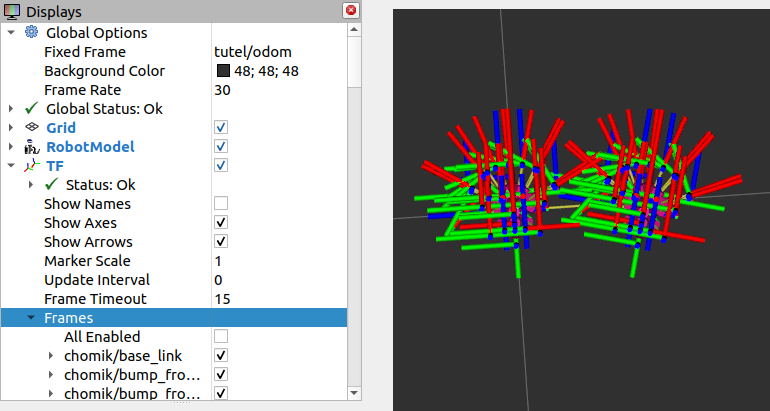 Displays
Global Options
Fixed Frame tutel/odom
Background Color 48; 48; 48
Frame Rate 30
Global Status: Ok
Grid
RobotModel
TF
Status: Ok
Show Names
Show Axes
Show Arrows
Marker Scale 1
Update Interval 0
Frame Timeout 15
Frames
All Enabled
chomik/base_link
chomik/bump_fro...
chomik/bump_fro...